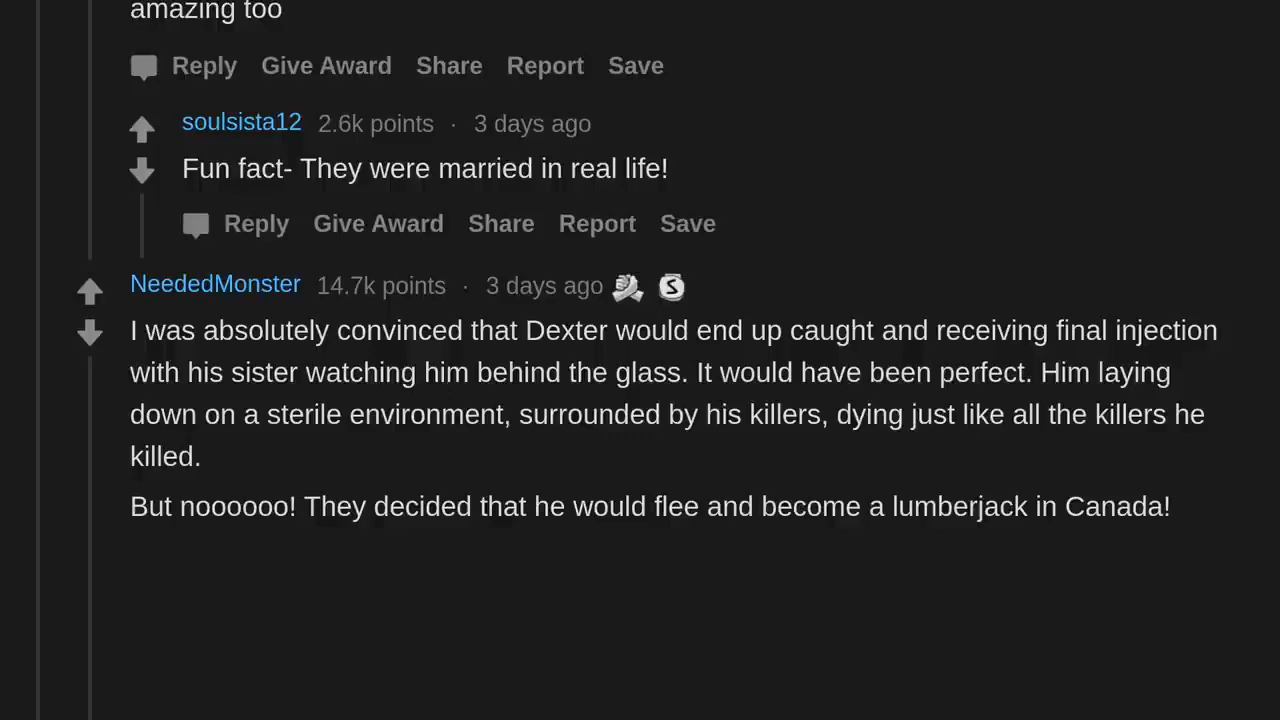 amazing too
Reply Give Award Share Report Save
soulsista12 2.6k points · 3 days ago
Fun fact- They were married in real life!
Reply Give Award Share Report Save
NeededMonster 14.7k points · 3 days ago S
I was absolutely convinced that Dexter would end up caught and receiving final injection
with his sister watching him behind the glass. It would have been perfect. Him laying
down on a sterile environment, surrounded by his killers, dying just like all the killers he
killed.
But noooooo! They decided that he would flee and become a lumberjack in Canada!